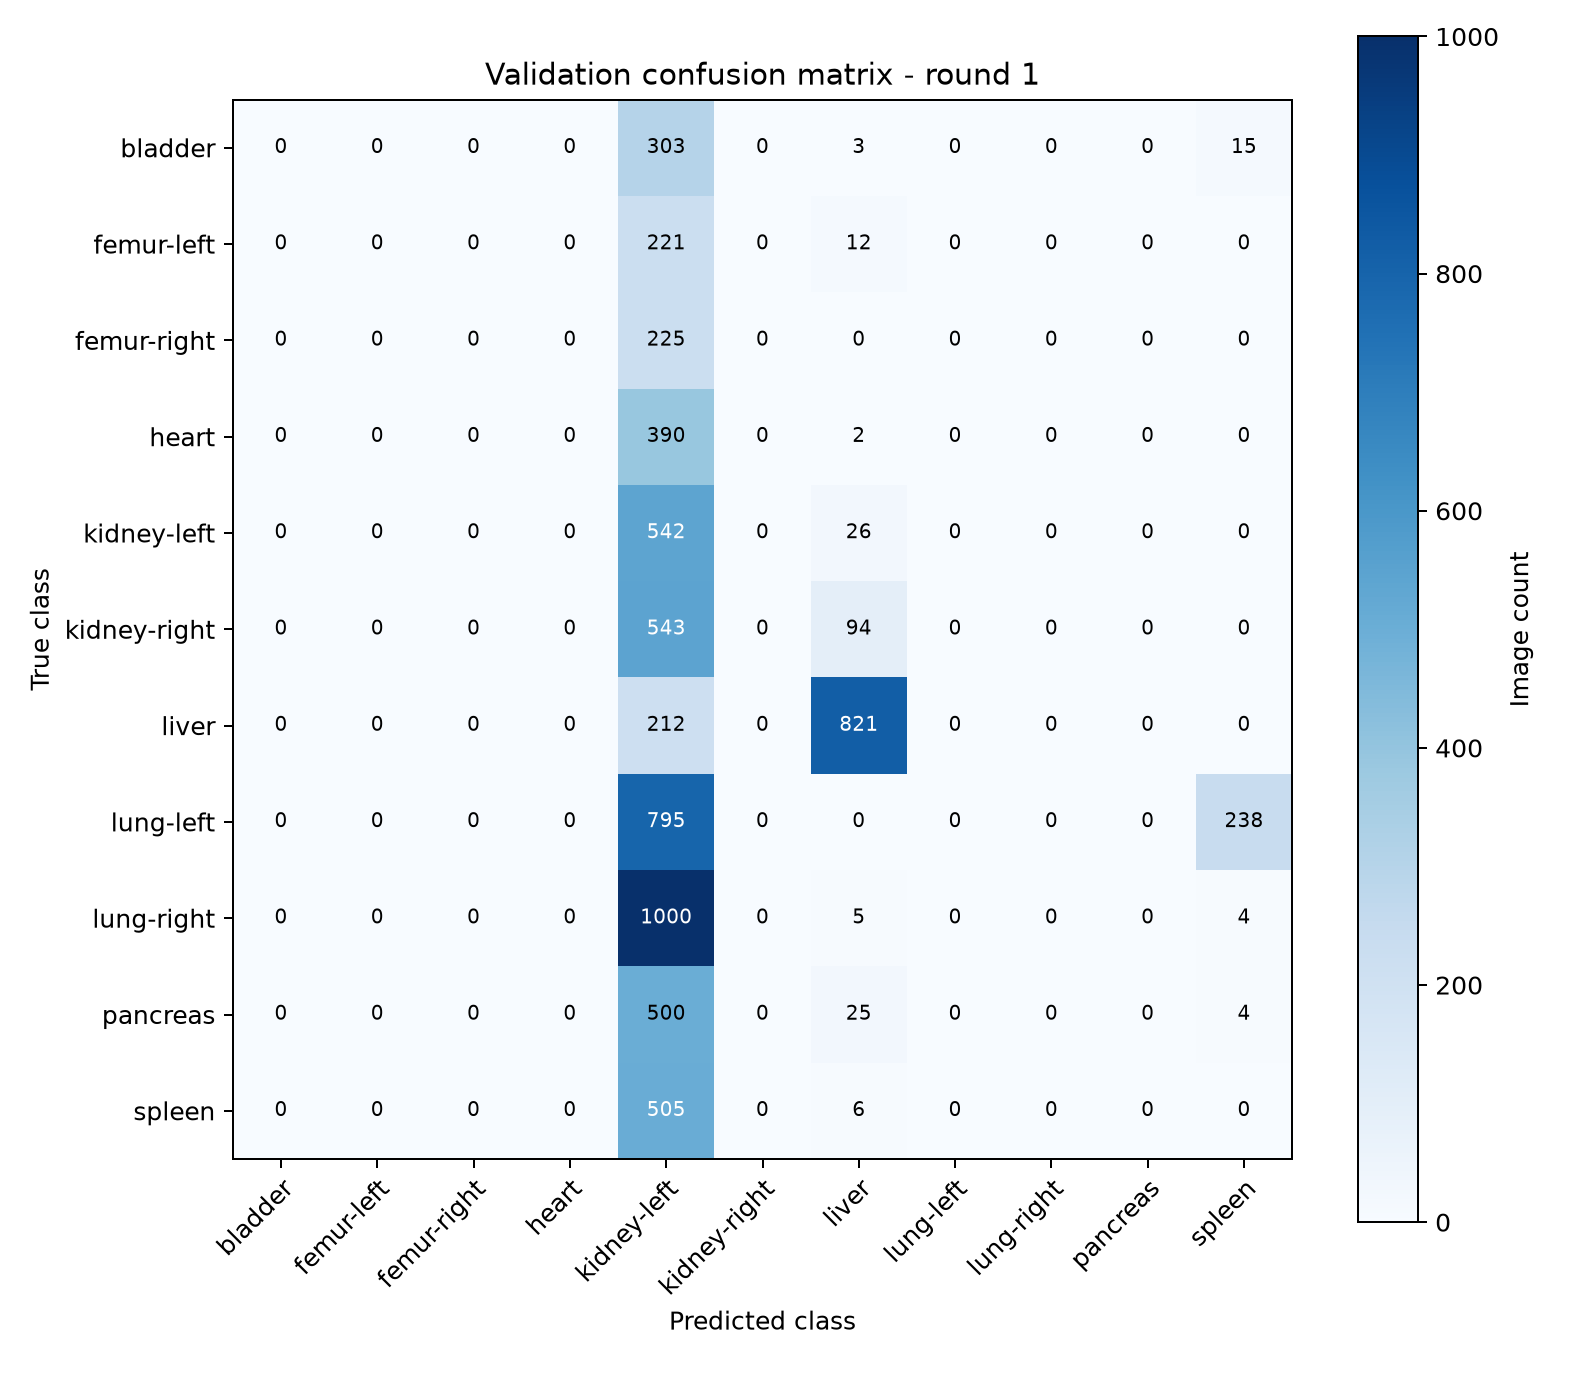 Validation confusion matrix - round 1
bladder 0 0 0 0 303 0 3 0 0 0 15
femur-left 0 0 0 0 221 0 12 0 0 0 0
femur-right 0 0 0 0 225 0 0 0 0 0 0
heart 0 0 0 0 390 0 2 0 0 0 0
kidney-left 0 0 0 0 542 0 26 0 0 0 0
kidney-right 0 0 0 0 543 0 94 0 0 0 0
liver 0 0 0 0 212 0 821 0 0 0 0
lung-left 0 0 0 0 795 0 0 0 0 0 238
lung-right 0 0 0 0 1000 0 5 0 0 0 4
pancreas 0 0 0 0 500 0 25 0 0 0 4
spleen 0 0 0 0 505 0 6 0 0 0 0
True class
bladder femur-left femur-right heart kidney-left kidney-right liver lung-left lung-right pancreas spleen
Predicted class
1000
800
600
400
200
0
Image count